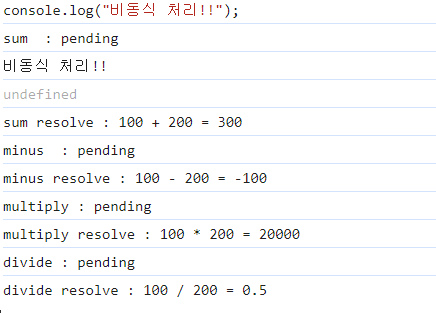 console.log("비동식 처리!!");
sum  : pending
비동식 처리!!
undefined
sum resolve : 100 + 200 = 300
minus  : pending
minus resolve : 100 - 200 = -100
multiply : pending
multiply resolve : 100 * 200 = 20000
divide : pending
divide resolve : 100 / 200 = 0.5